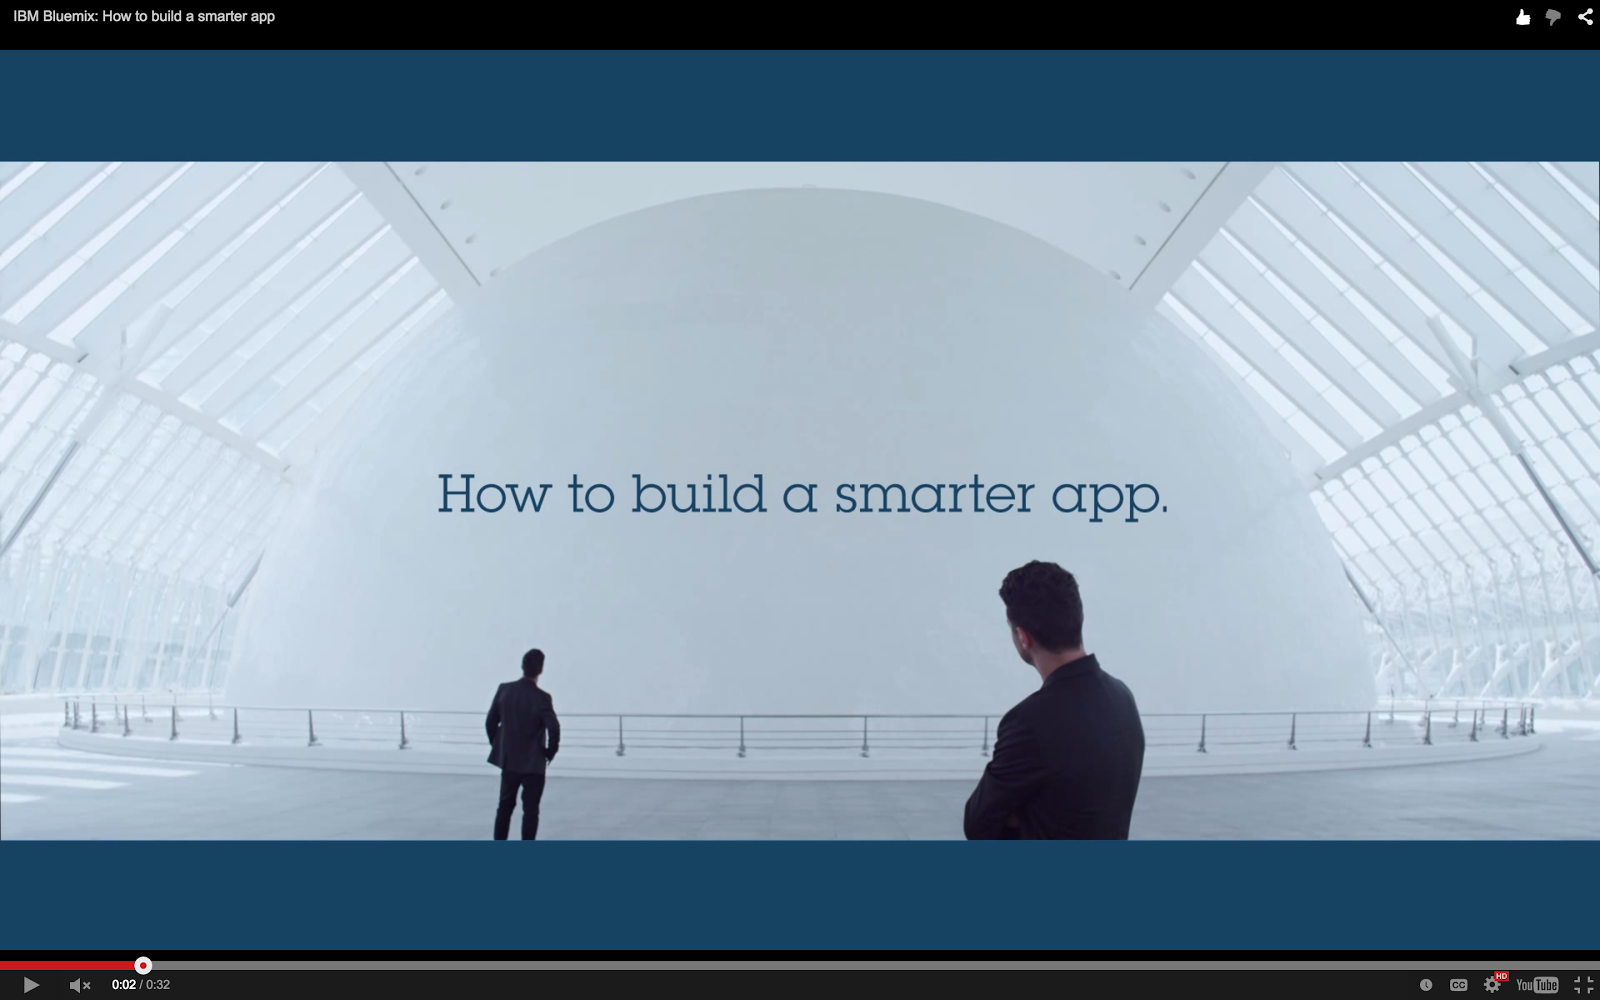 IBM Bluemix: How to build a smarter app
How to build a smarter app.
0:02 / 0:32
CC
HD
YouTube